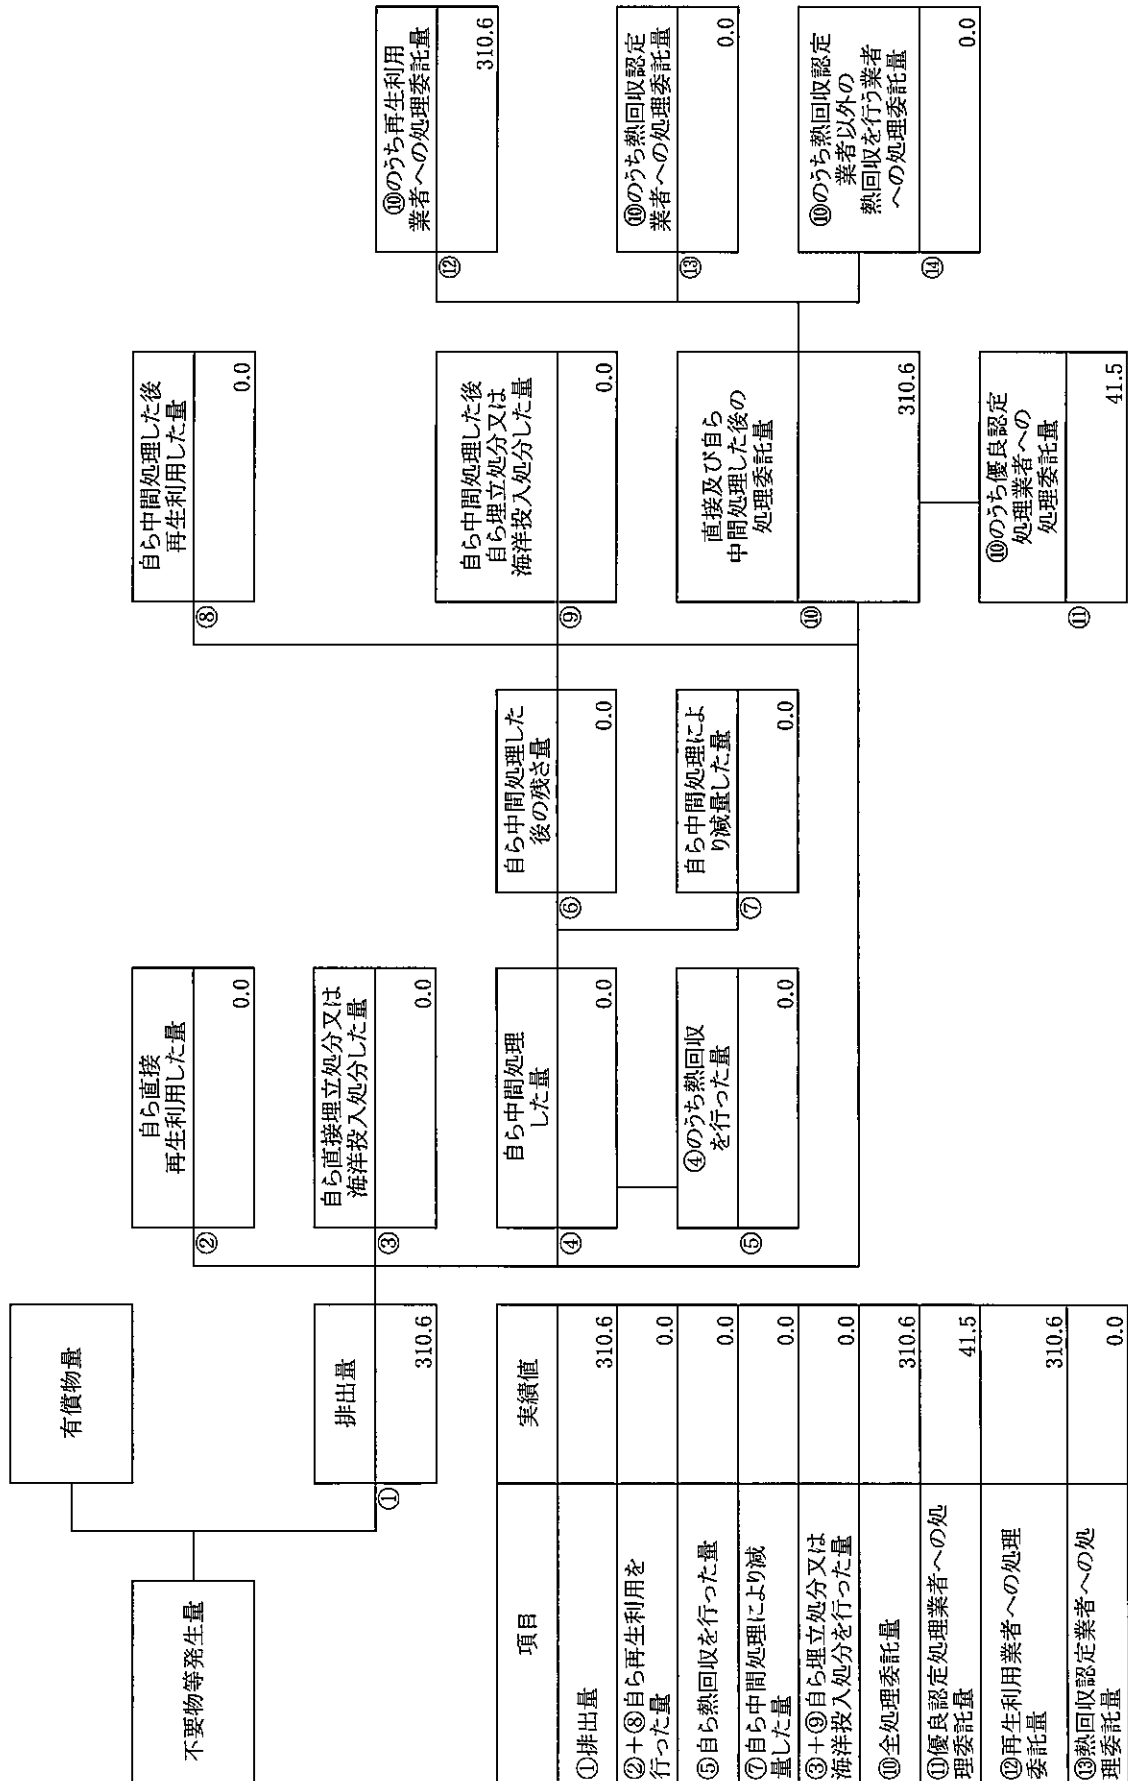 不要物等発生量
有償物量
排出量
①
310.6
自ら直接
再生利用した量
②
0.0
自ら直接埋立処分又は
海洋投入処分した量
③
0.0
自ら中間処理
した量
④
0.0
④のうち熱回収
を行った量
⑤
0.0
自ら中間処理した
後の残さ量
⑥
0.0
自ら中間処理によ
り減量した量
⑦
0.0
自ら中間処理した後
再生利用した量
⑧
0.0
自ら中間処理した後
自ら埋立処分又は
海洋投入処分した量
⑨
0.0
直接及び自ら
中間処理した後の
処理委託量
⑩
310.6
⑩のうち優良認定
処理業者への
処理委託量
⑪
41.5
⑩のうち再生利用
業者への処理委託量
⑫
310.6
⑩のうち熱回収認定
業者への処理委託量
⑬
0.0
⑩のうち熱回収認定
業者以外の
熱回収を行う業者
への処理委託量
⑭
0.0
項目
実績値
①排出量
310.6
②+⑧自ら再生利用を
行った量
0.0
⑤自ら熱回収を行った量
0.0
⑦自ら中間処理により減
量した量
0.0
③+⑨自ら埋立処分又は
海洋投入処分を行った量
0.0
⑩全処理委託量
310.6
⑪優良認定処理業者への処
理委託量
41.5
⑫再生利用業者への処理
委託量
310.6
⑬熱回収認定業者への処
理委託量
0.0